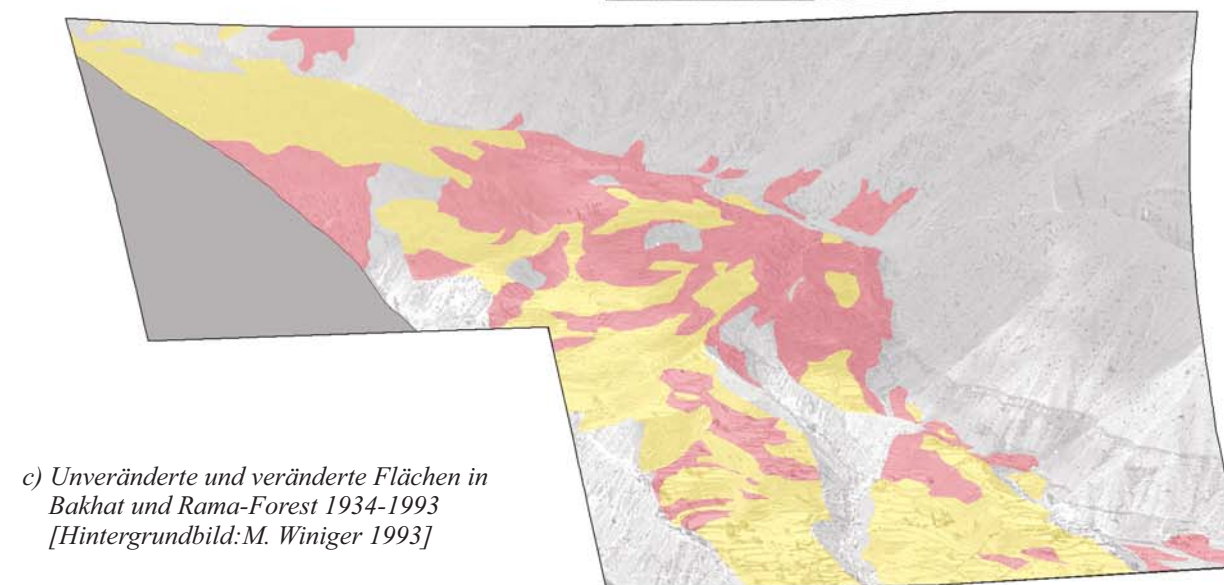 c) Unveränderte und veränderte Flächen in
Bakhat und Rama-Forest 1934-1993
[Hintergrundbild:M. Winiger 1993]